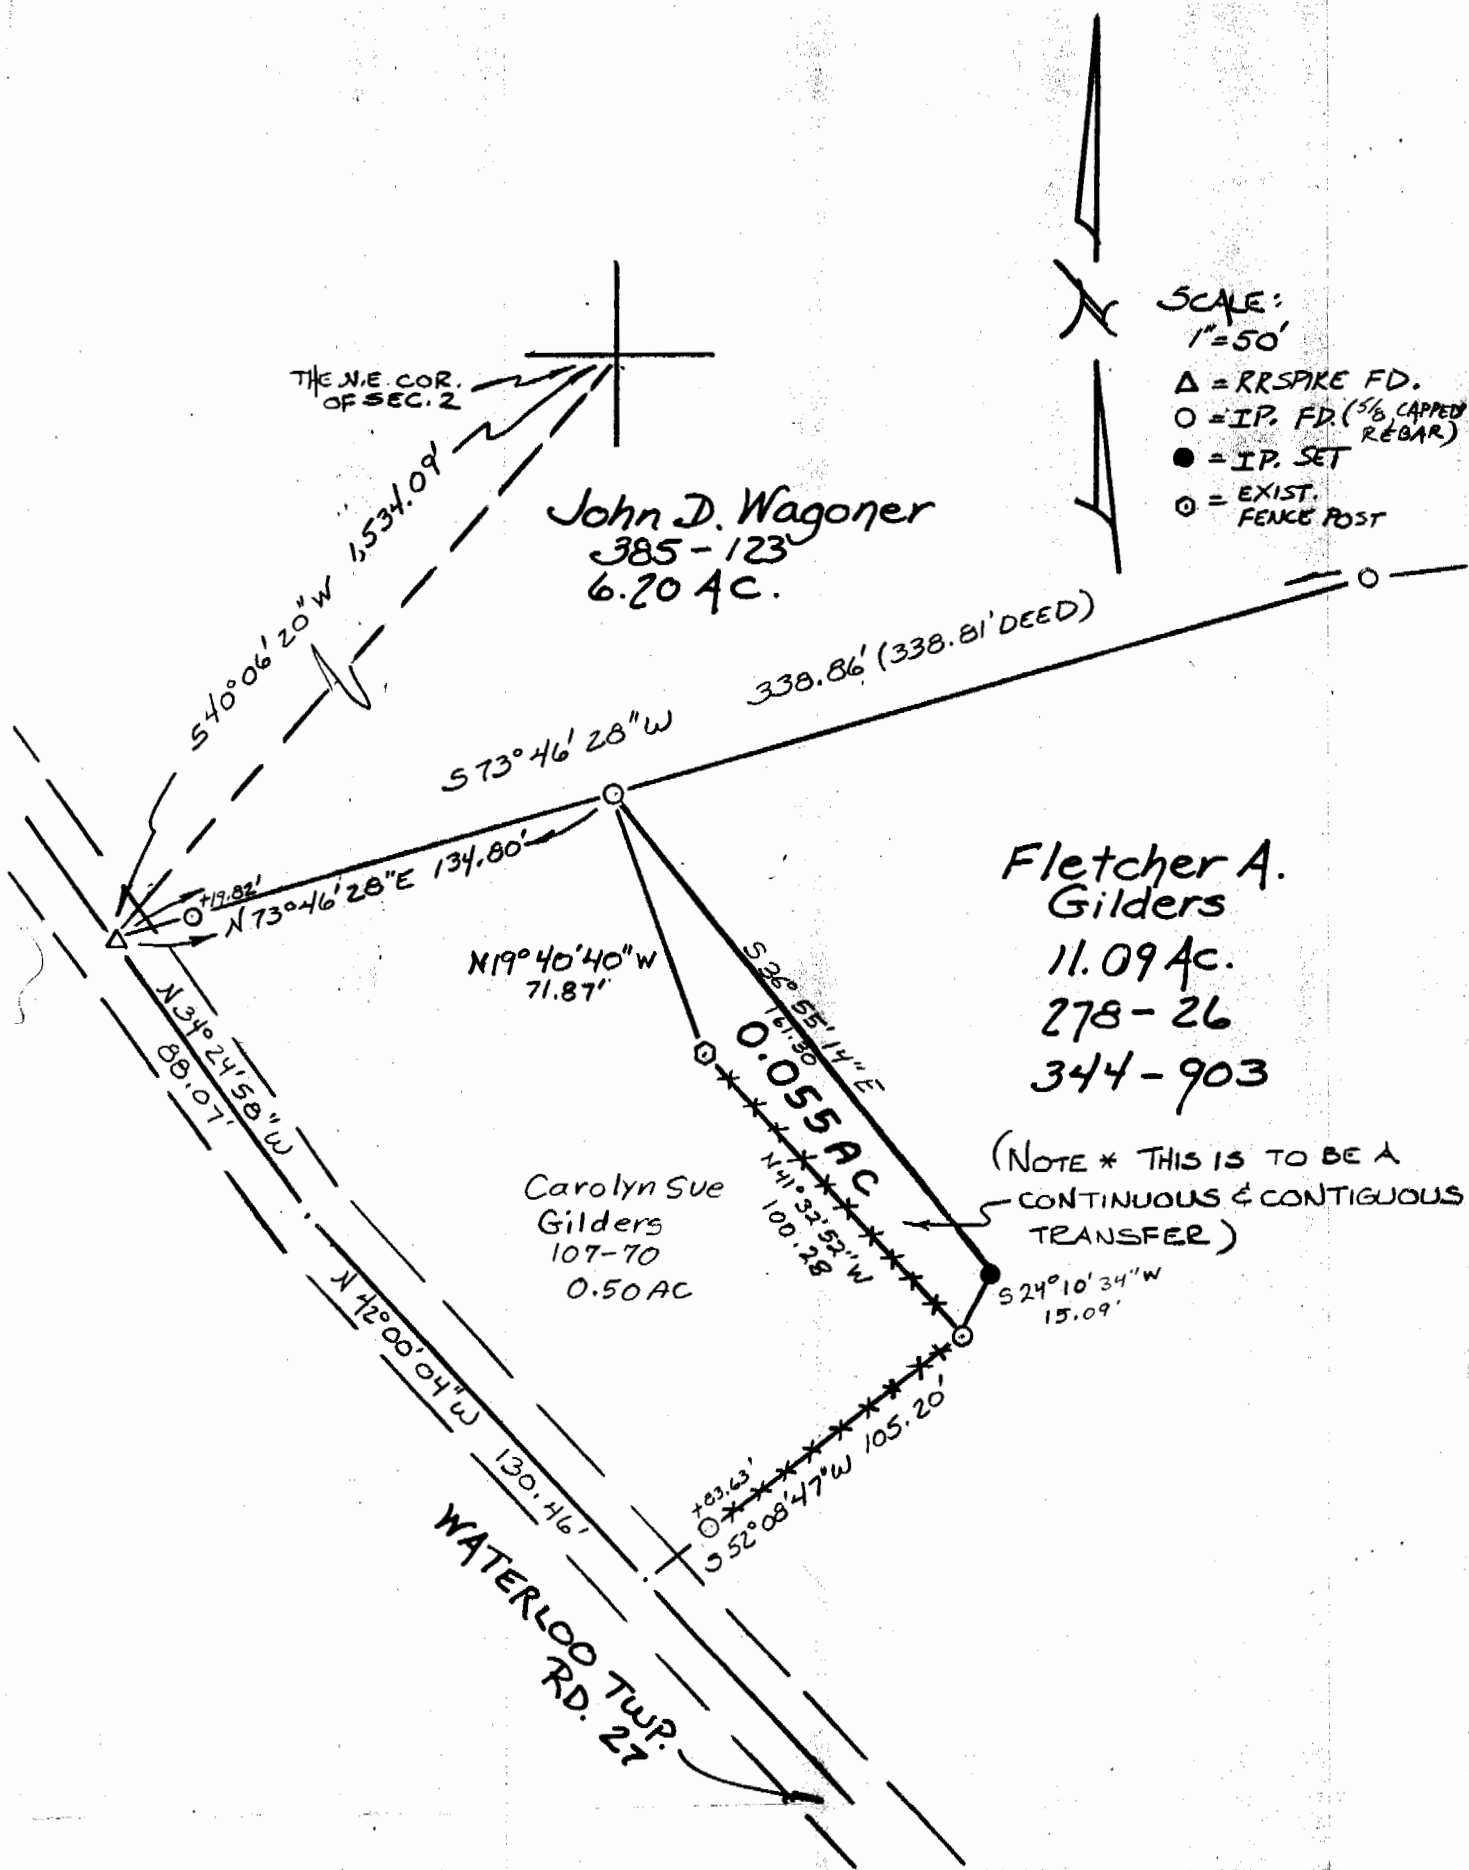 SCALE:
1"=50'
Δ = RRSPIKE FD.
○ = I.P. FD. (5/8 CAPPED
REBAR)
● = I.P. SET
⊙ = EXIST.
FENCE POST
THE N.E. COR.
OF SEC. 2
S40°06'20"W 1,534.09'
John D. Wagoner
385-123
6.20 AC.
S73°46'28"W 338.86' (338.81' DEED)
+19.82'
N73°46'28"E 134.80'
N19°40'40"W
71.87'
S36°55'14"E
161.30
0.055 AC
Fletcher A.
Gilders
11.09 Ac.
278-26
344-903
N34°24'58"W
88.07'
(NOTE * THIS IS TO BE A
CONTINUOUS & CONTIGUOUS
TRANSFER)
N41°32'52"W
100.28
Carolyn Sue
Gilders
107-70
0.50 AC
S24°10'34"W
15.09'
N42°00'04"W 130.46'
+83.63'
S52°08'47"W 105.20'
WATERLOO TWP.
RD. 27